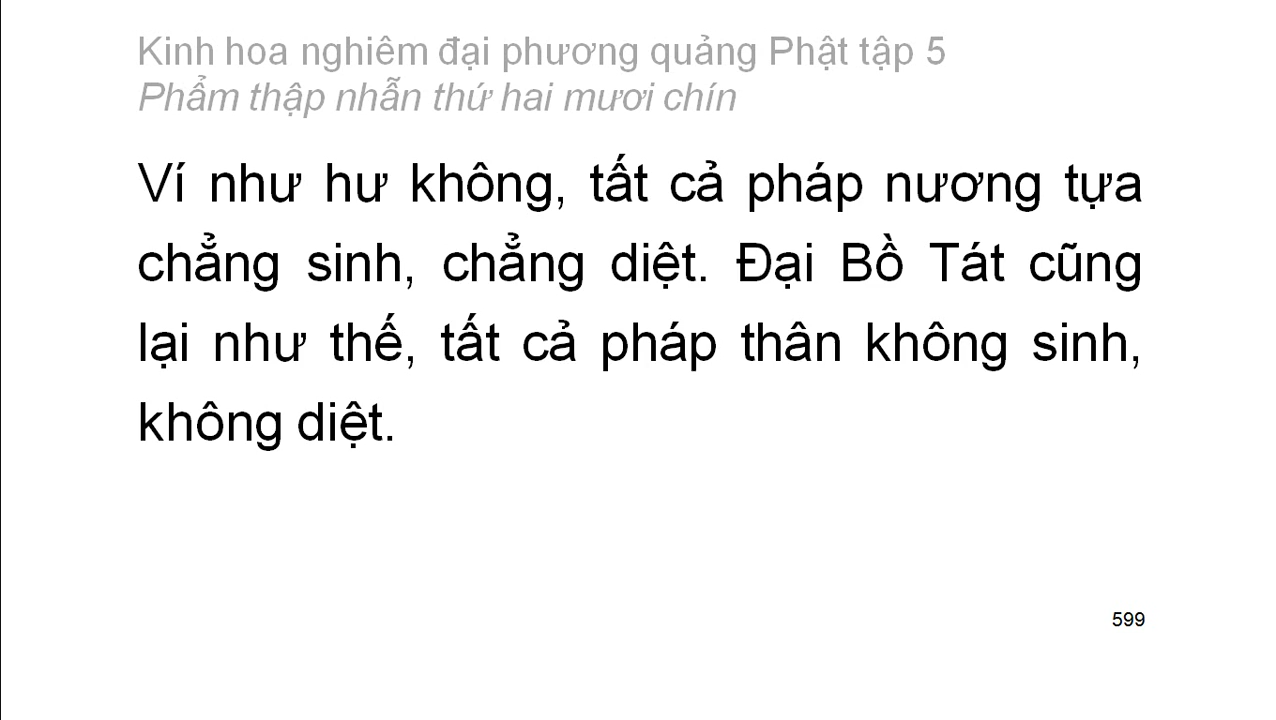 Kinh hoa nghiêm đại phương quảng Phật tập 5
Phẩm thập nhẫn thứ hai mươi chín
Ví như hư không, tất cả pháp nương tựa
chẳng sinh, chẳng diệt. Đại Bồ Tát cũng
lại như thế, tất cả pháp thân không sinh,
không diệt.
599